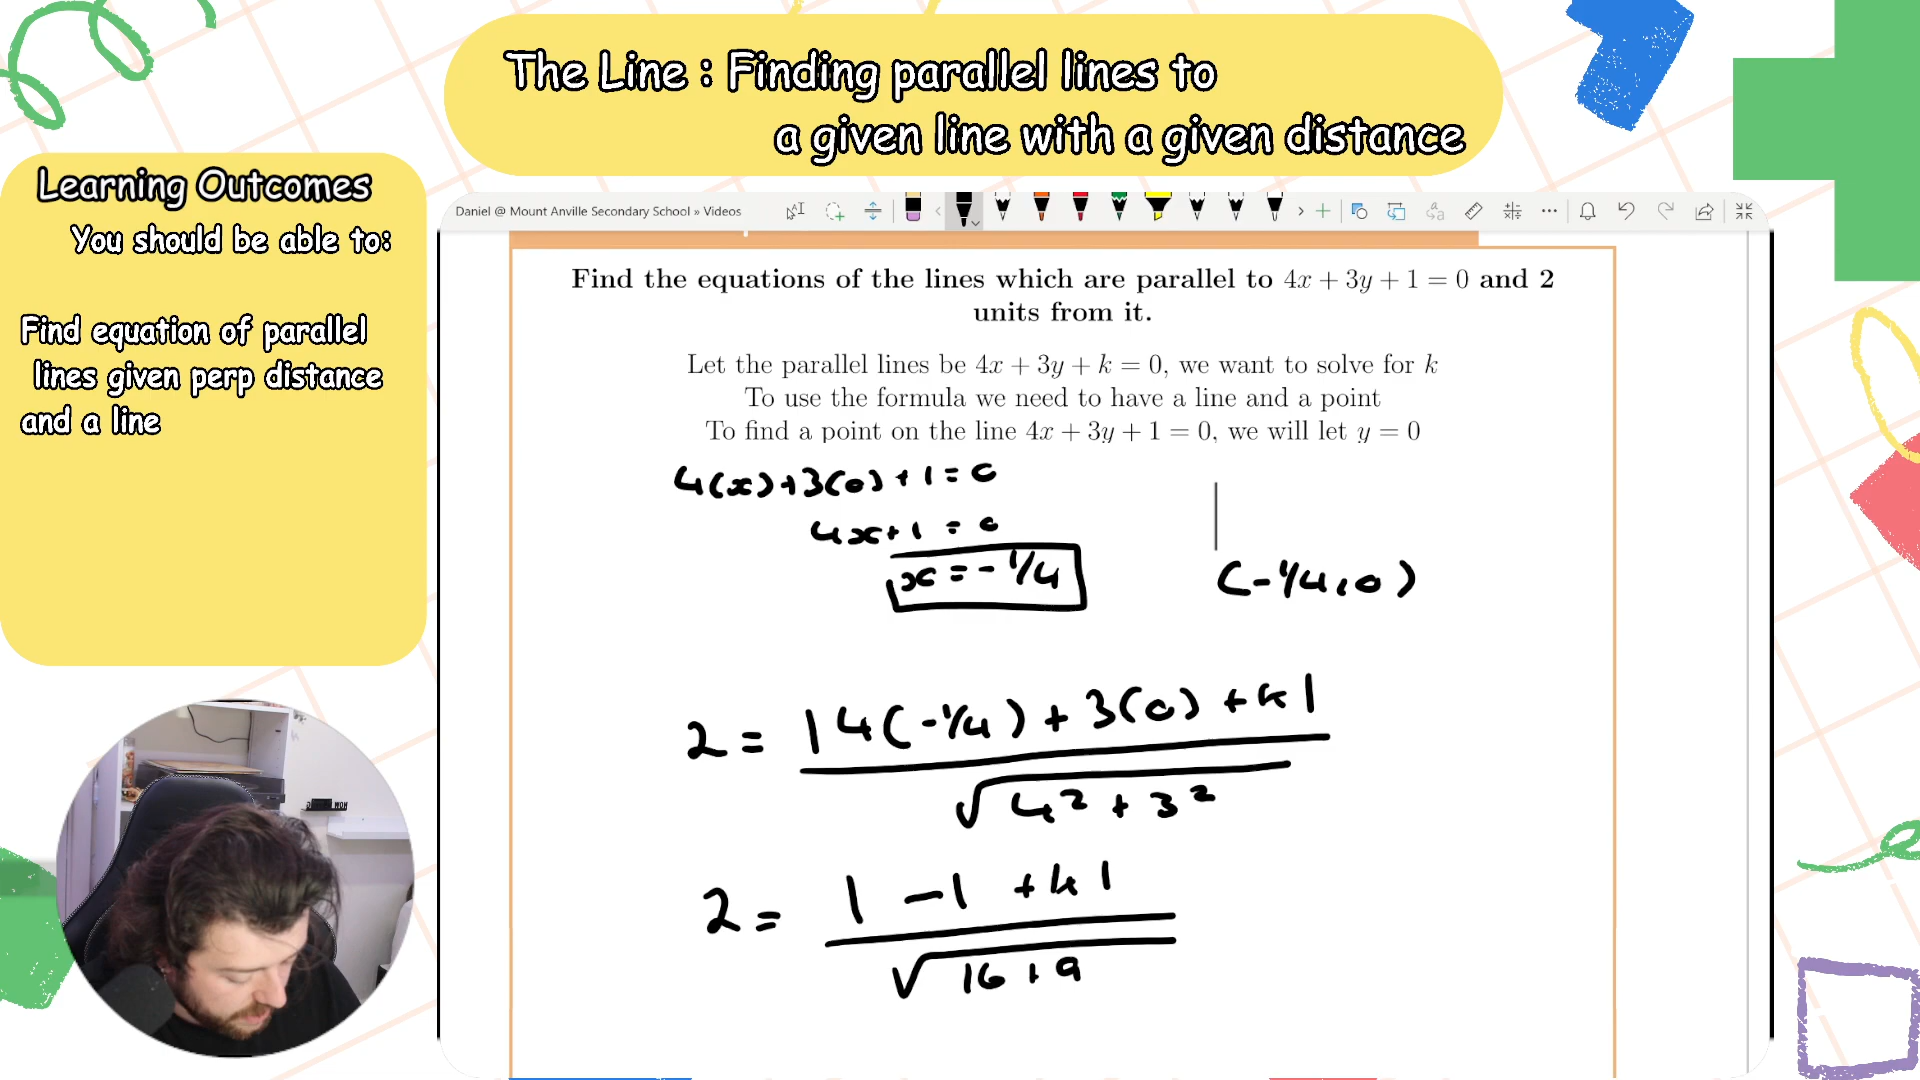 The Line : Finding parallel lines to
a given line with a given distance
Learning Outcomes
You should be able to:
Find equation of parallel
lines given perp distance
and a line
Daniel @ Mount Anville Secondary School » Videos
Find the equations of the lines which are parallel to 4x + 3y + 1 = 0 and 2
units from it.
Let the parallel lines be 4x + 3y + k = 0, we want to solve for k
To use the formula we need to have a line and a point
To find a point on the line 4x + 3y + 1 = 0, we will let y = 0
4(x)+3(0)+1=0
4x+1=0
x=-1/4
(-1/4,0)
2= |4(-1/4)+3(0)+k|
√4²+3²
2= |-1+k|
√16+9